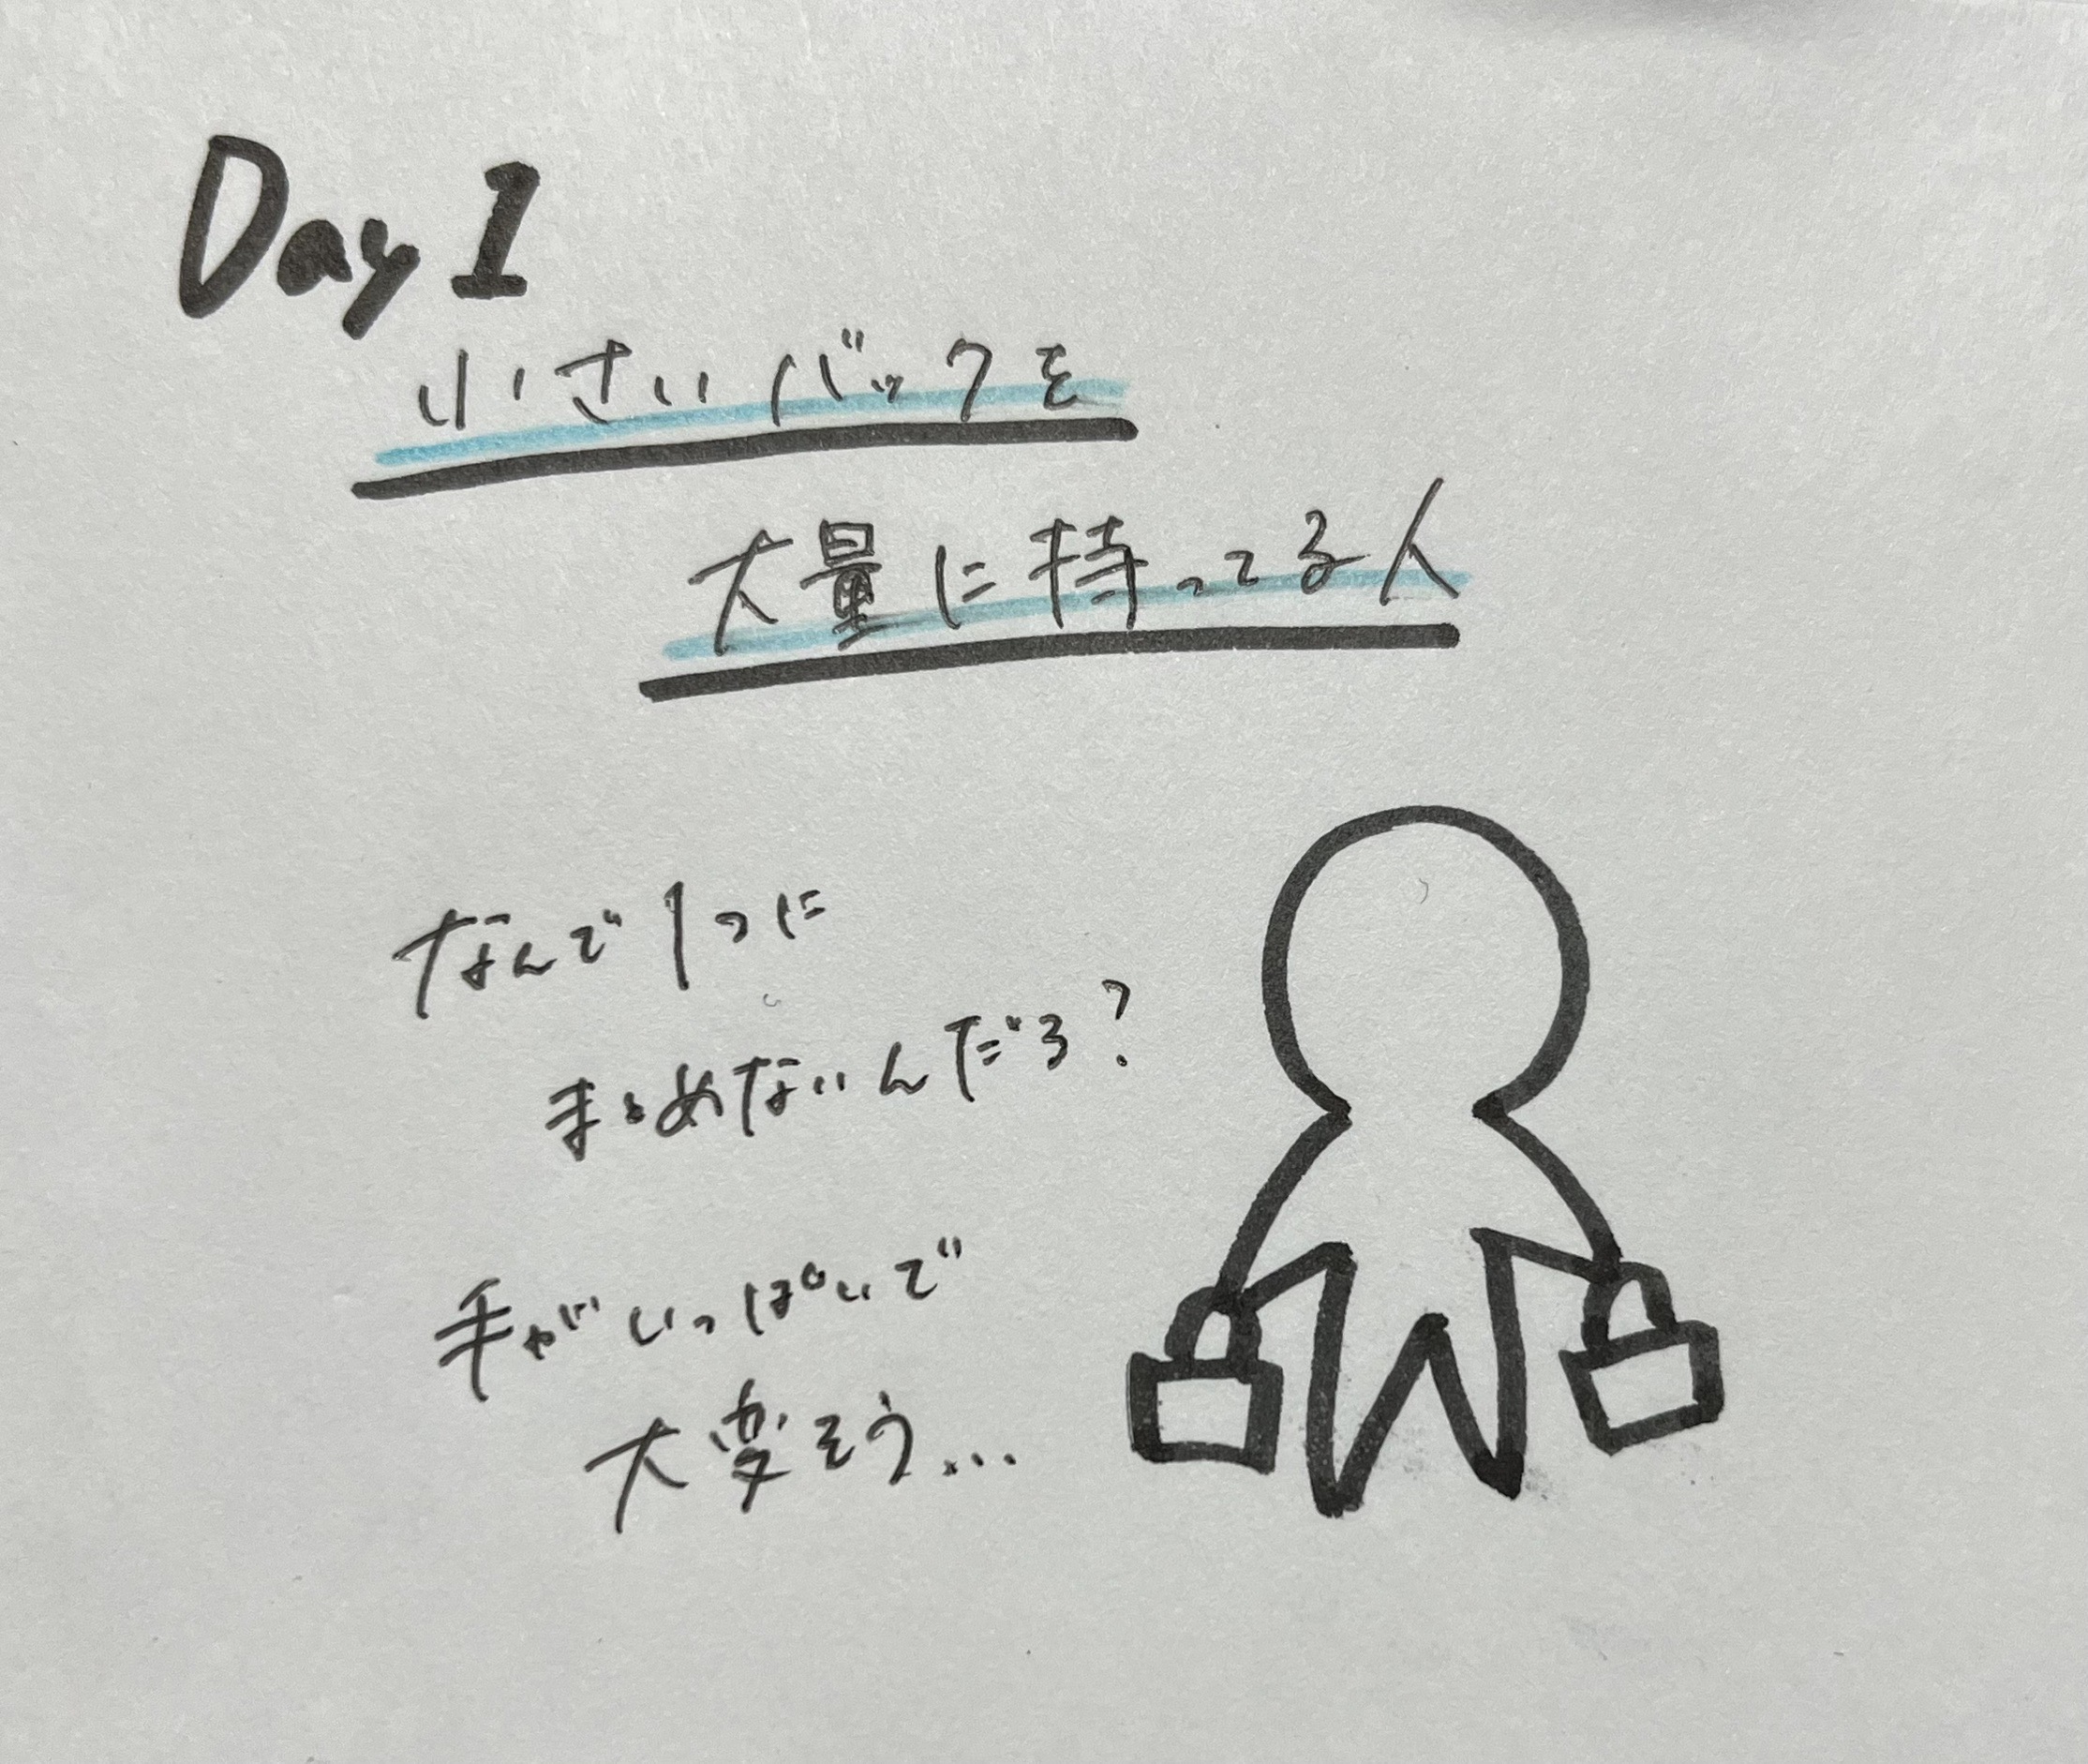 Day 1
小さいバックを
大量に持ってる人
なんで1つに
まとめないんだろ?
手がいっぱいで
大変そう...